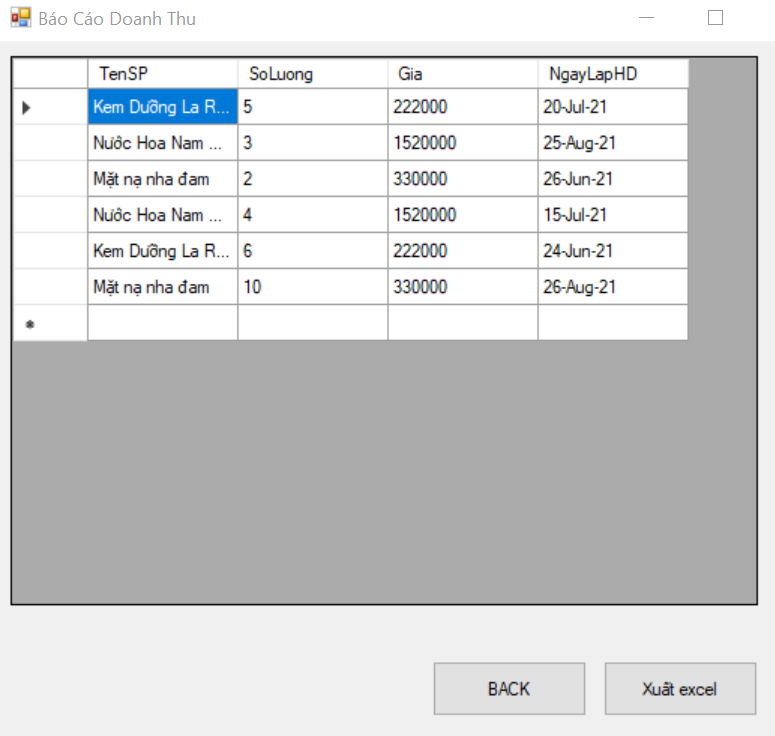 Báo Cáo Doanh Thu
TenSP SoLuong Gia NgayLapHD
Kem Dưỡng La R... 5 222000 20-Jul-21
Nước Hoa Nam ... 3 1520000 25-Aug-21
Mặt nạ nha đam 2 330000 26-Jun-21
Nước Hoa Nam ... 4 1520000 15-Jul-21
Kem Dưỡng La R... 6 222000 24-Jun-21
Mặt nạ nha đam 10 330000 26-Aug-21
BACK Xuất excel